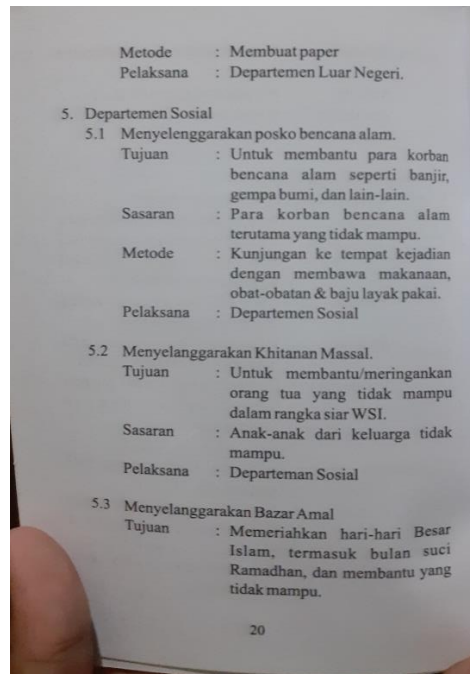 Metode : Membuat paper
Pelaksana : Departemen Luar Negeri.
5. Departemen Sosial
5.1 Menyelenggarakan posko bencana alam.
Tujuan : Untuk membantu para korban
bencana alam seperti banjir,
gempa bumi, dan lain-lain.
Sasaran : Para korban bencana alam
terutama yang tidak mampu.
Metode : Kunjungan ke tempat kejadian
dengan membawa makanaan,
obat-obatan & baju layak pakai.
Pelaksana : Departemen Sosial
5.2 Menyelanggarakan Khitanan Massal.
Tujuan : Untuk membantu/meringankan
orang tua yang tidak mampu
dalam rangka siar WSI.
Sasaran : Anak-anak dari keluarga tidak
mampu.
Pelaksana : Departeman Sosial
5.3 Menyelanggarakan Bazar Amal
Tujuan : Memeriahkan hari-hari Besar
Islam, termasuk bulan suci
Ramadhan, dan membantu yang
tidak mampu.
20